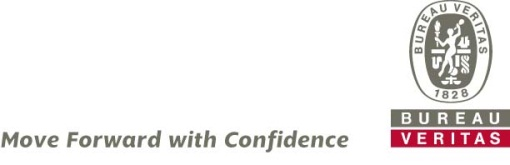 BUREAU VERITAS
1828
BUREAU
VERITAS
Move Forward with Confidence